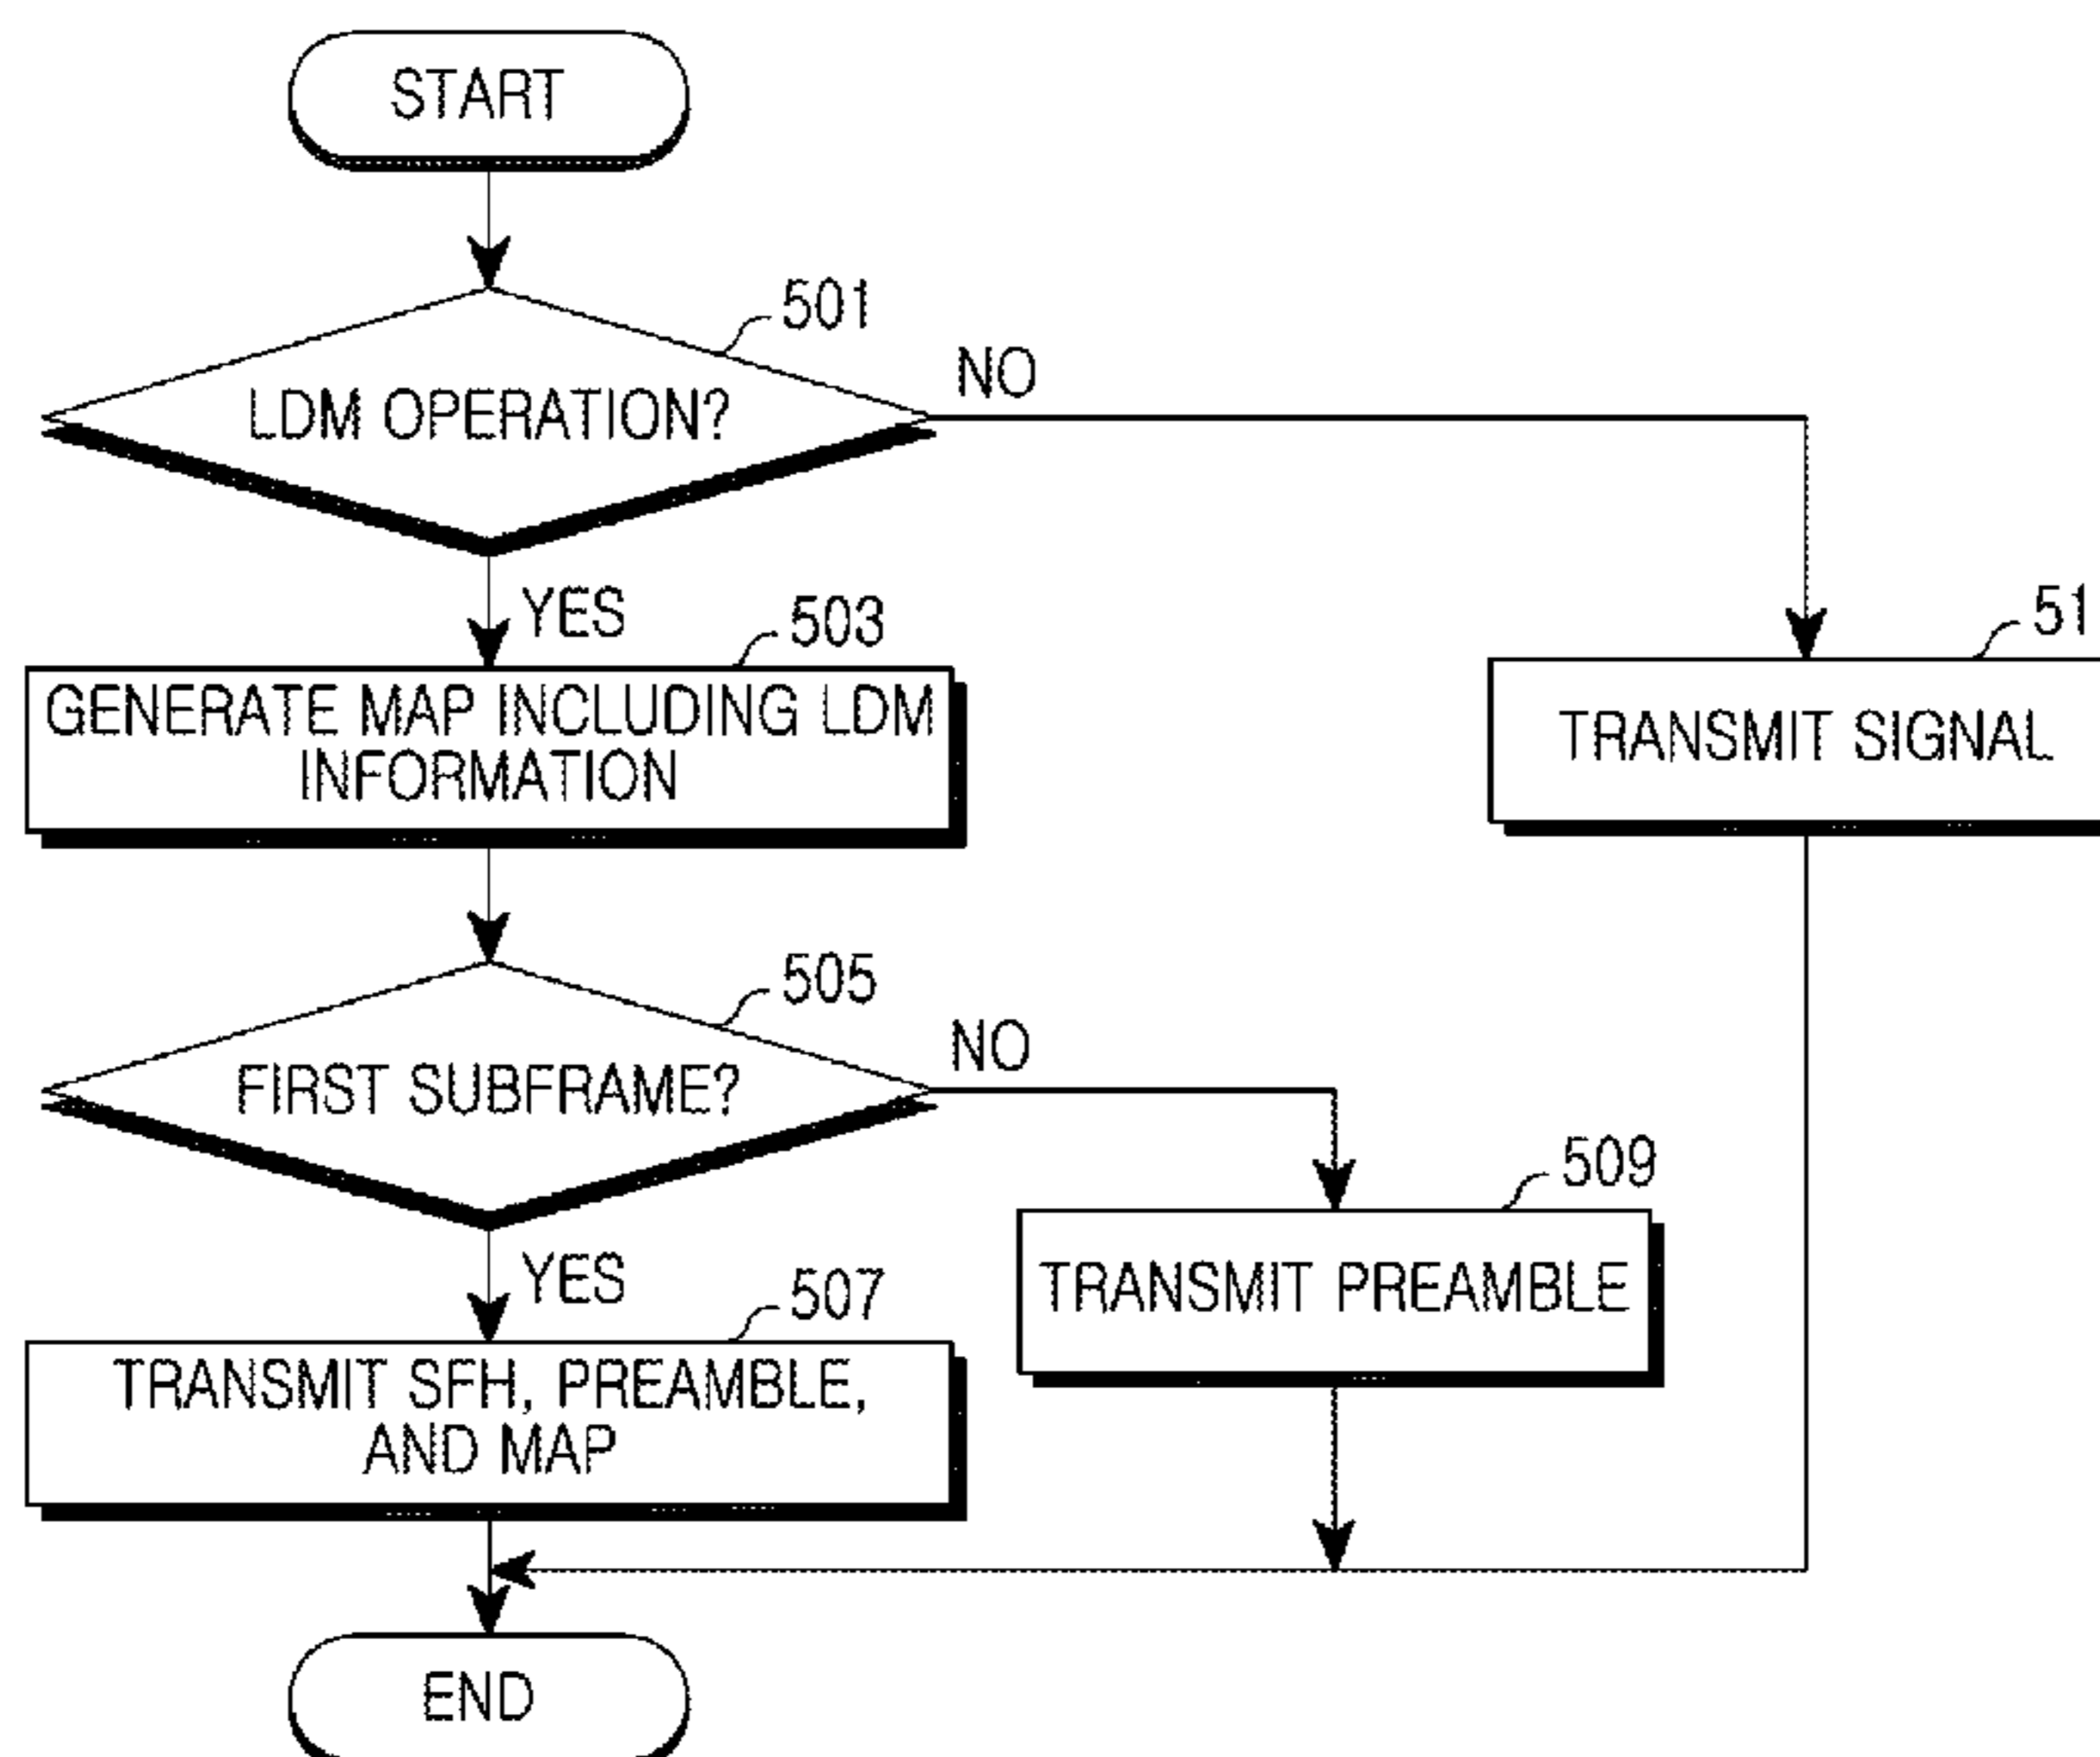 START
501
LDM OPERATION?
NO
YES
503
GENERATE MAP INCLUDING LDM
INFORMATION
51
TRANSMIT SIGNAL
505
FIRST SUBFRAME?
NO
509
TRANSMIT PREAMBLE
YES
507
TRANSMIT SFH, PREAMBLE,
AND MAP
END